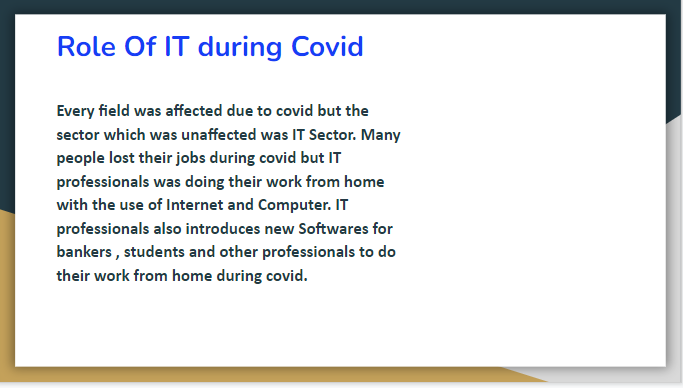 Role Of IT during Covid
Every field was affected due to covid but the
sector which was unaffected was IT Sector. Many
people lost their jobs during covid but IT
professionals was doing their work from home
with the use of Internet and Computer. IT
professionals also introduces new Softwares for
bankers , students and other professionals to do
their work from home during covid.